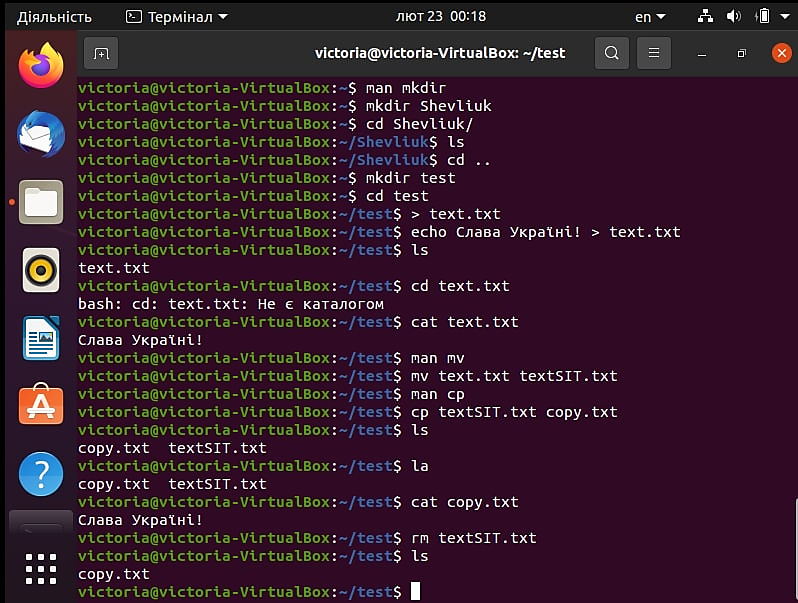 Діяльність Термінал лют 23 00:18 en
victoria@victoria-VirtualBox: ~/test
victoria@victoria-VirtualBox:~$ man mkdir
victoria@victoria-VirtualBox:~$ mkdir Shevliuk
victoria@victoria-VirtualBox:~$ cd Shevliuk/
victoria@victoria-VirtualBox:~/Shevliuk$ ls
victoria@victoria-VirtualBox:~/Shevliuk$ cd ..
victoria@victoria-VirtualBox:~$ mkdir test
victoria@victoria-VirtualBox:~$ cd test
victoria@victoria-VirtualBox:~/test$ > text.txt
victoria@victoria-VirtualBox:~/test$ echo Слава Україні! > text.txt
victoria@victoria-VirtualBox:~/test$ ls
text.txt
victoria@victoria-VirtualBox:~/test$ cd text.txt
bash: cd: text.txt: Не є каталогом
victoria@victoria-VirtualBox:~/test$ cat text.txt
Слава Україні!
victoria@victoria-VirtualBox:~/test$ man mv
victoria@victoria-VirtualBox:~/test$ mv text.txt textSIT.txt
victoria@victoria-VirtualBox:~/test$ man cp
victoria@victoria-VirtualBox:~/test$ cp textSIT.txt copy.txt
victoria@victoria-VirtualBox:~/test$ ls
copy.txt  textSIT.txt
victoria@victoria-VirtualBox:~/test$ la
copy.txt  textSIT.txt
victoria@victoria-VirtualBox:~/test$ cat copy.txt
Слава Україні!
victoria@victoria-VirtualBox:~/test$ rm textSIT.txt
victoria@victoria-VirtualBox:~/test$ ls
copy.txt
victoria@victoria-VirtualBox:~/test$